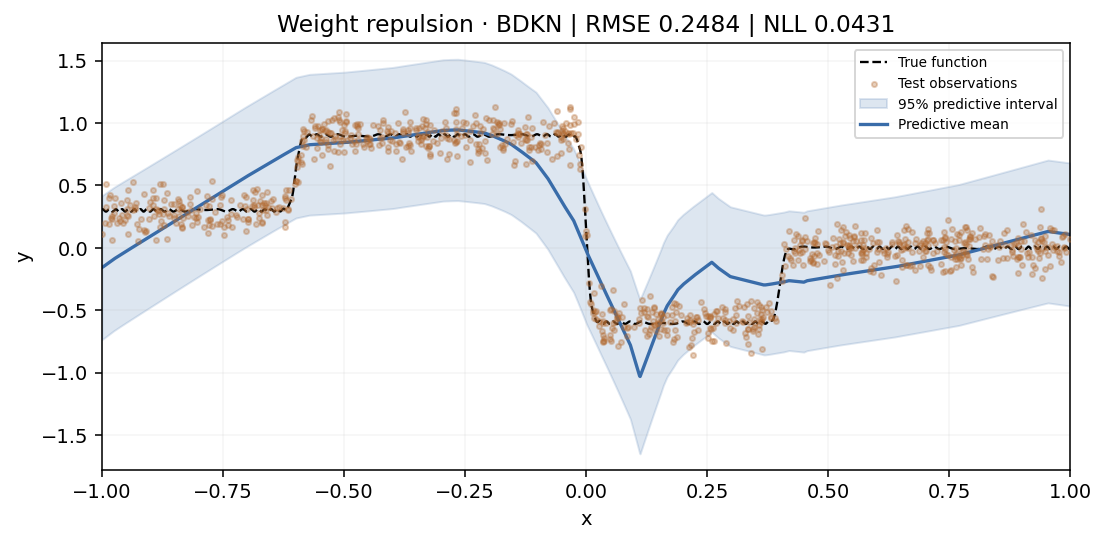 Weight repulsion · BDKN | RMSE 0.2484 | NLL 0.0431
True function
Test observations
95% predictive interval
Predictive mean
y
1.5
1.0
0.5
0.0
−0.5
−1.0
−1.5
−1.00 −0.75 −0.50 −0.25 0.00 0.25 0.50 0.75 1.00
x